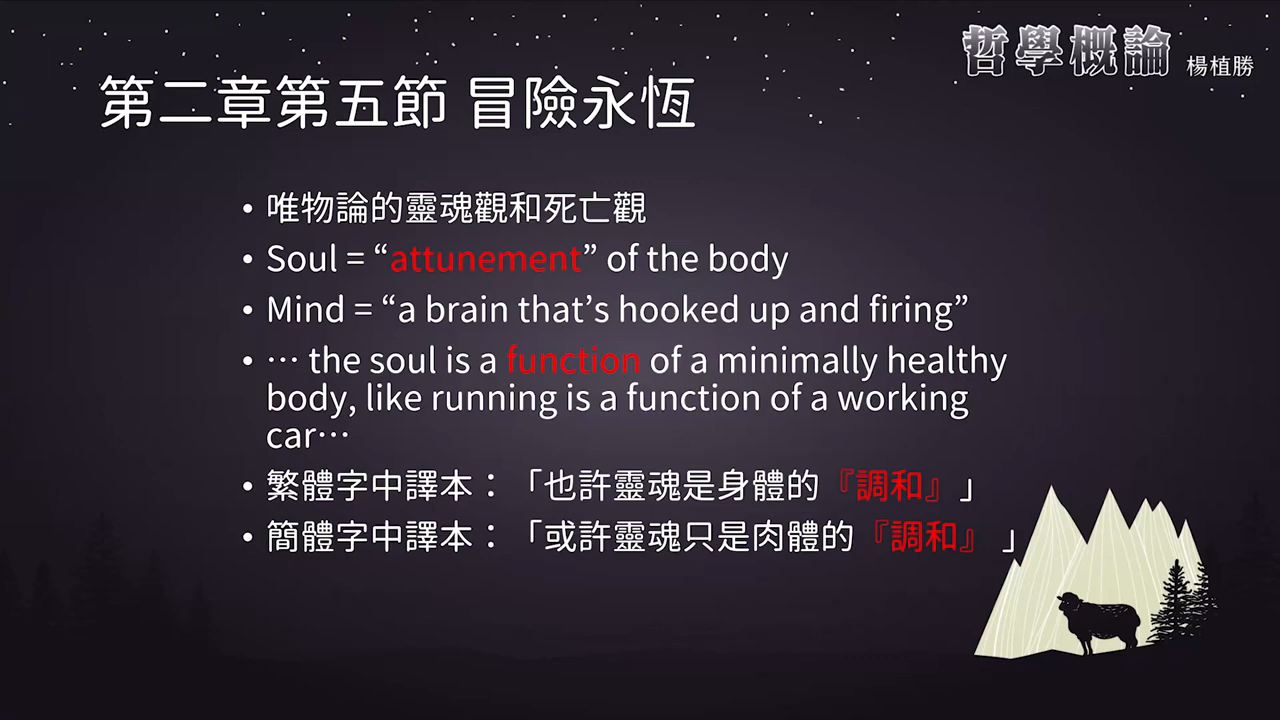 哲學概論 楊植勝
第二章第五節 冒險永恆
• 唯物論的靈魂觀和死亡觀
• Soul = “attunement” of the body
• Mind = “a brain that’s hooked up and firing”
• … the soul is a function of a minimally healthy
body, like running is a function of a working
car…
• 繁體字中譯本：「也許靈魂是身體的『調和』」
• 簡體字中譯本：「或許靈魂只是肉體的『調和』 」